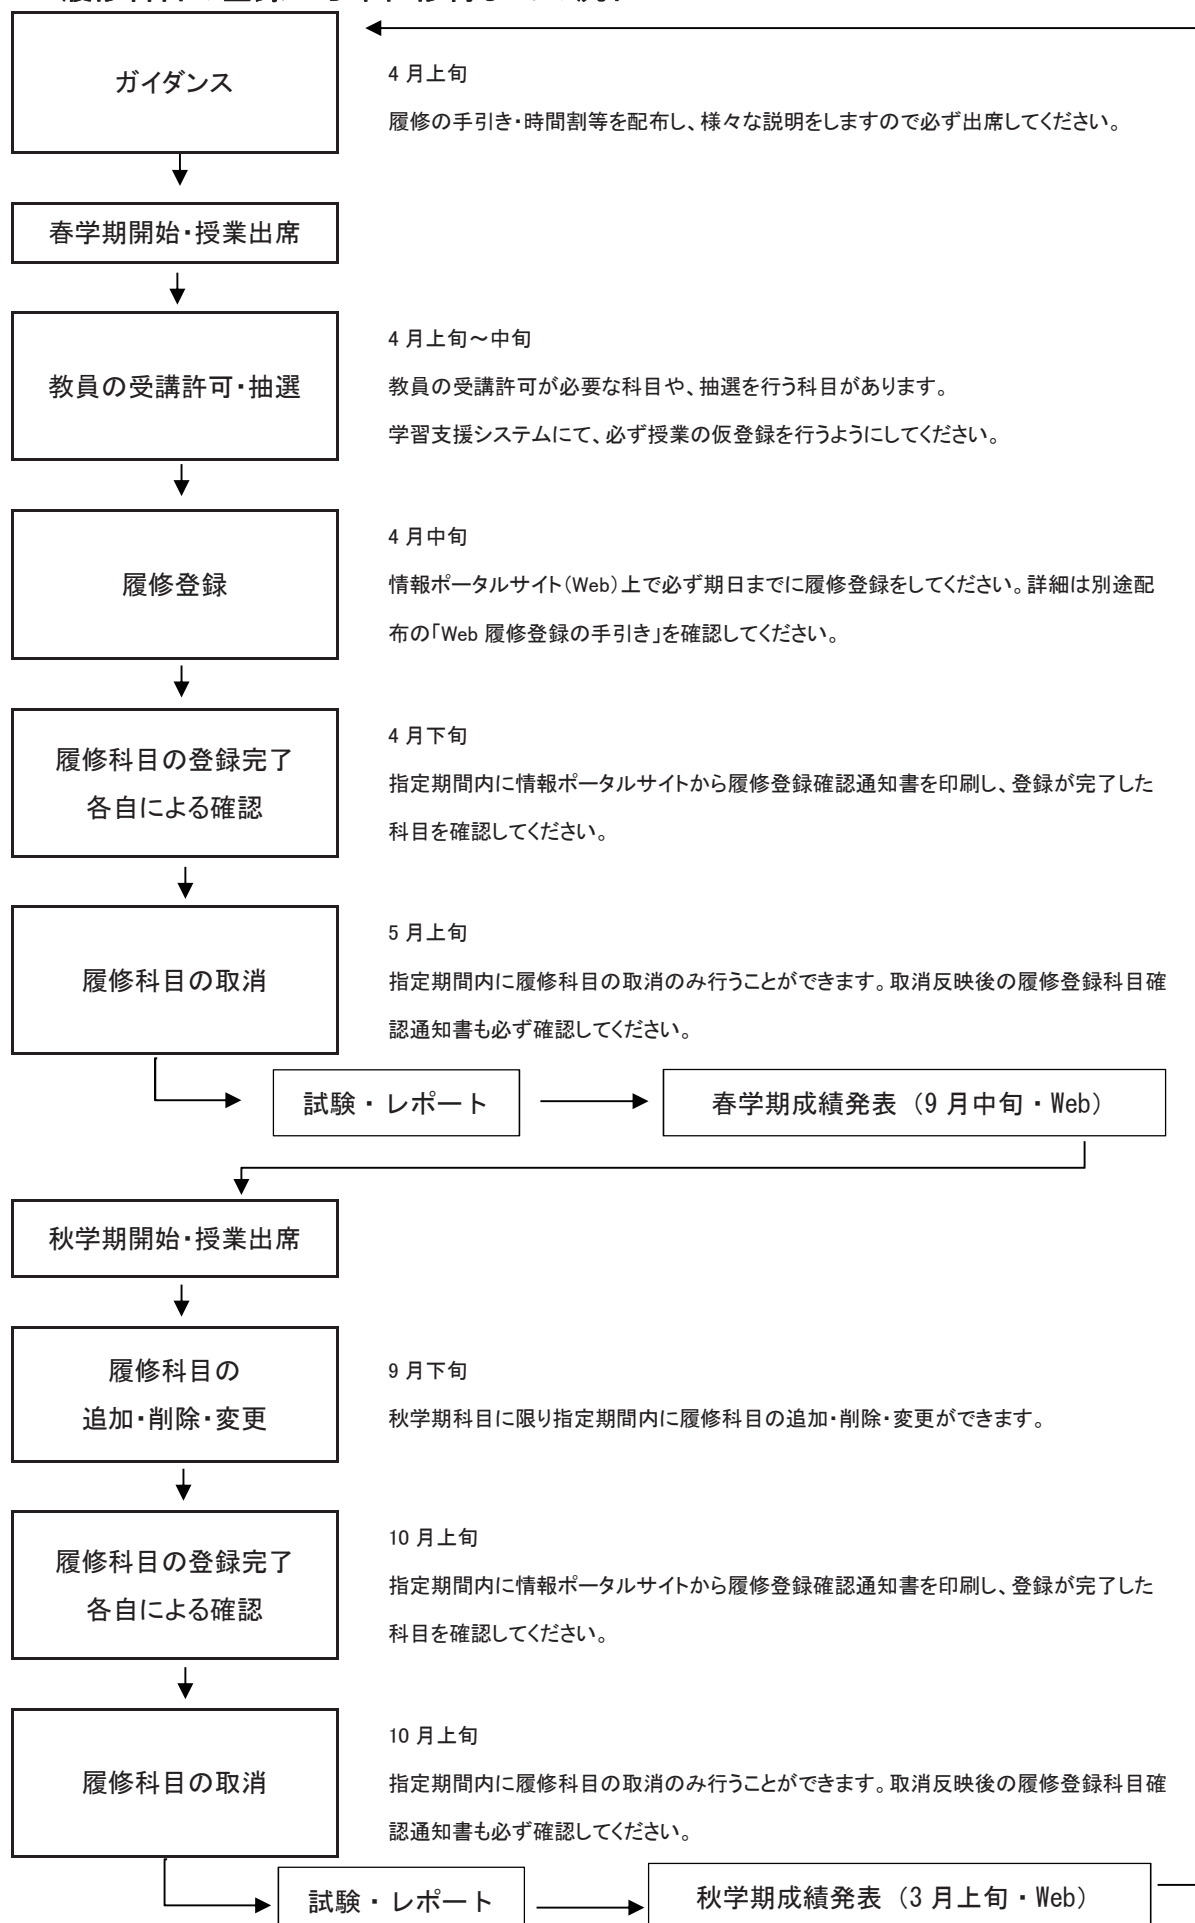 ガイダンス
4 月上旬
履修の手引き・時間割等を配布し、様々な説明をしますので必ず出席してください。
春学期開始・授業出席
教員の受講許可・抽選
4 月上旬～中旬
教員の受講許可が必要な科目や、抽選を行う科目があります。
学習支援システムにて、必ず授業の仮登録を行うようにしてください。
履修登録
4 月中旬
情報ポータルサイト（Web）上で必ず期日までに履修登録をしてください。詳細は別途配
布の「Web 履修登録の手引き」を確認してください。
履修科目の登録完了
各自による確認
4 月下旬
指定期間内に情報ポータルサイトから履修登録確認通知書を印刷し、登録が完了した
科目を確認してください。
履修科目の取消
5 月上旬
指定期間内に履修科目の取消のみ行うことができます。取消反映後の履修登録科目確
認通知書も必ず確認してください。
試験・レポート
春学期成績発表（9 月中旬・Web）
秋学期開始・授業出席
履修科目の
追加・削除・変更
9 月下旬
秋学期科目に限り指定期間内に履修科目の追加・削除・変更ができます。
履修科目の登録完了
各自による確認
10 月上旬
指定期間内に情報ポータルサイトから履修登録確認通知書を印刷し、登録が完了した
科目を確認してください。
履修科目の取消
10 月上旬
指定期間内に履修科目の取消のみ行うことができます。取消反映後の履修登録科目確
認通知書も必ず確認してください。
試験・レポート
秋学期成績発表（3 月上旬・Web）